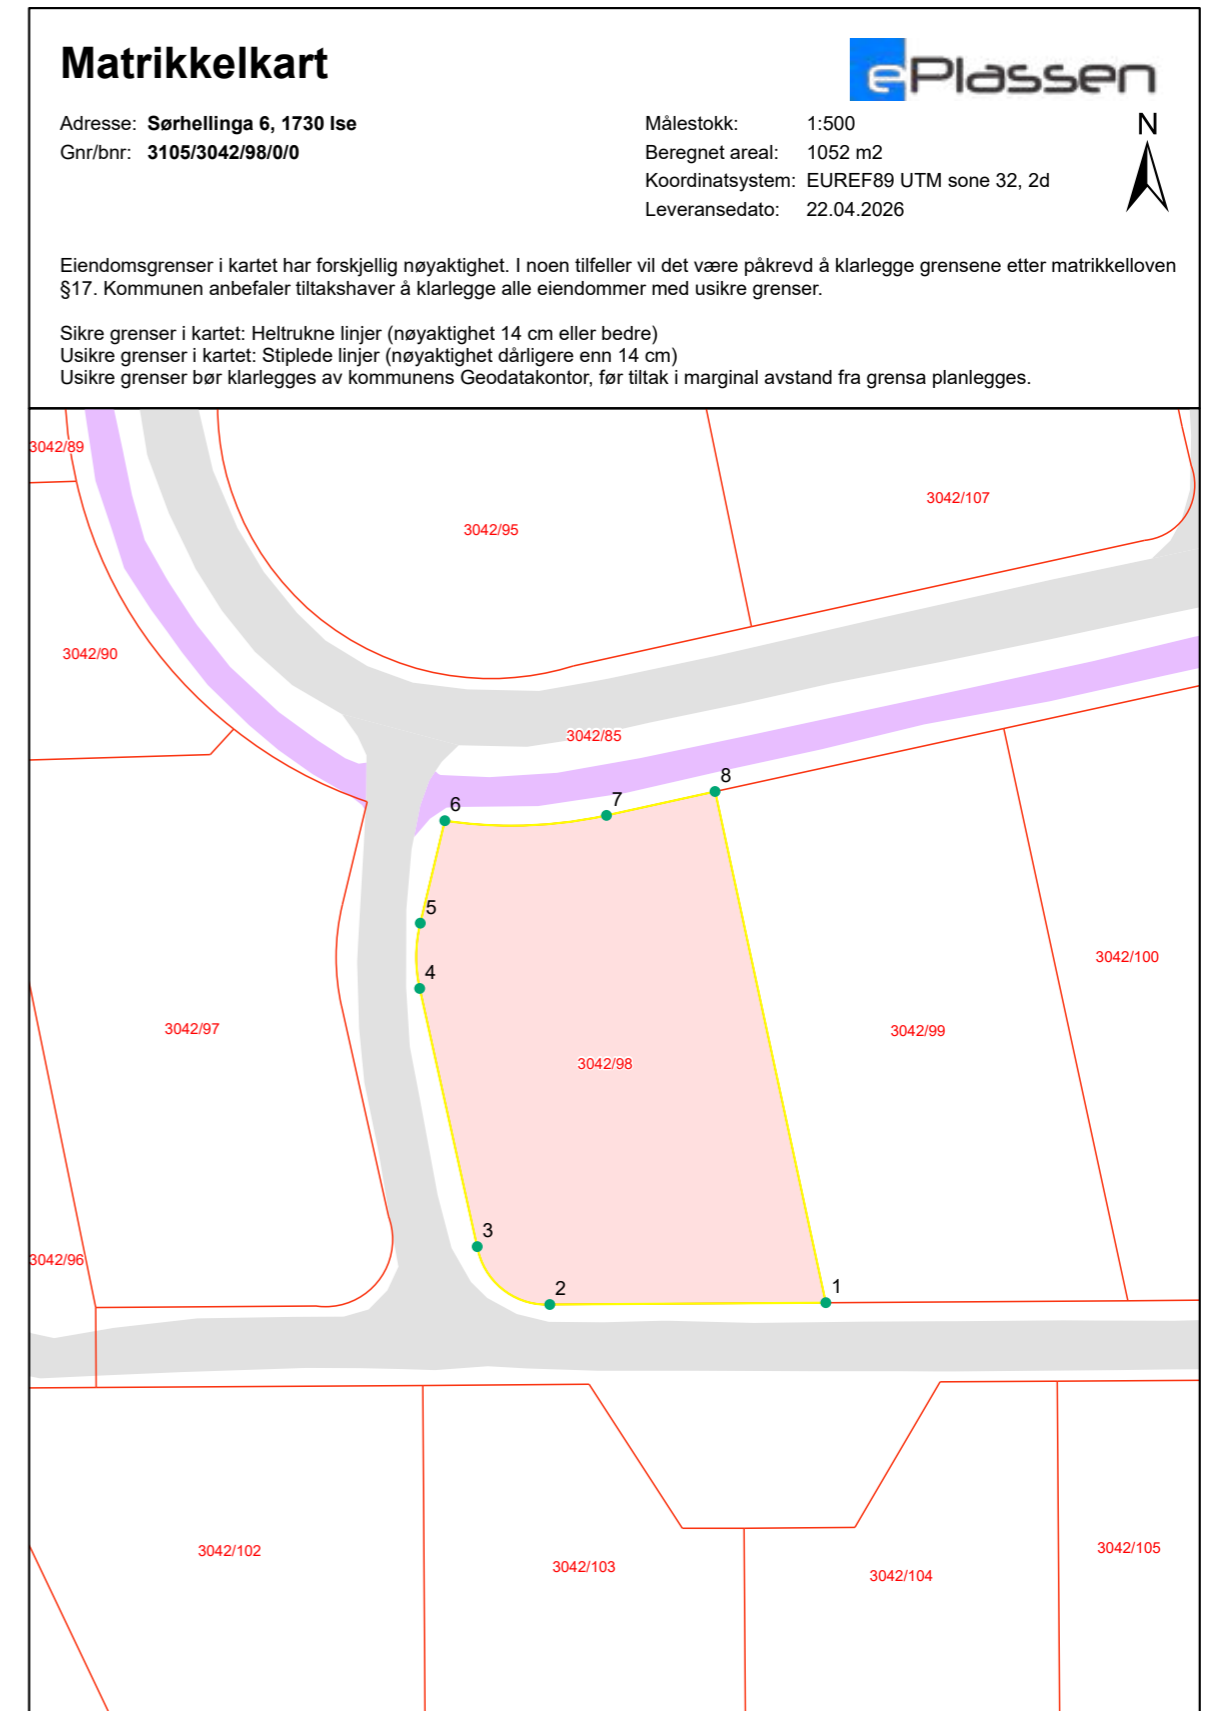 Matrikkelkart
ePlassen
Adresse: Sørhellinga 6, 1730 Ise
Gnr/bnr: 3105/3042/98/0/0
Målestokk: 1:500
Beregnet areal: 1052 m2
Koordinatsystem: EUREF89 UTM sone 32, 2d
Leveransedato: 22.04.2026
N
Eiendomsgrenser i kartet har forskjellig nøyaktighet. I noen tilfeller vil det være påkrevd å klarlegge grensene etter matrikkelloven
§17. Kommunen anbefaler tiltakshaver å klarlegge alle eiendommer med usikre grenser.
Sikre grenser i kartet: Heltrukne linjer (nøyaktighet 14 cm eller bedre)
Usikre grenser i kartet: Stiplede linjer (nøyaktighet dårligere enn 14 cm)
Usikre grenser bør klarlegges av kommunens Geodatakontor, før tiltak i marginal avstand fra grensa planlegges.
3042/89
3042/107
3042/95
3042/90
3042/85
8
7
6
5
3042/100
4
3042/97
3042/99
3042/98
3
3042/96
1
2
3042/105
3042/102
3042/103
3042/104